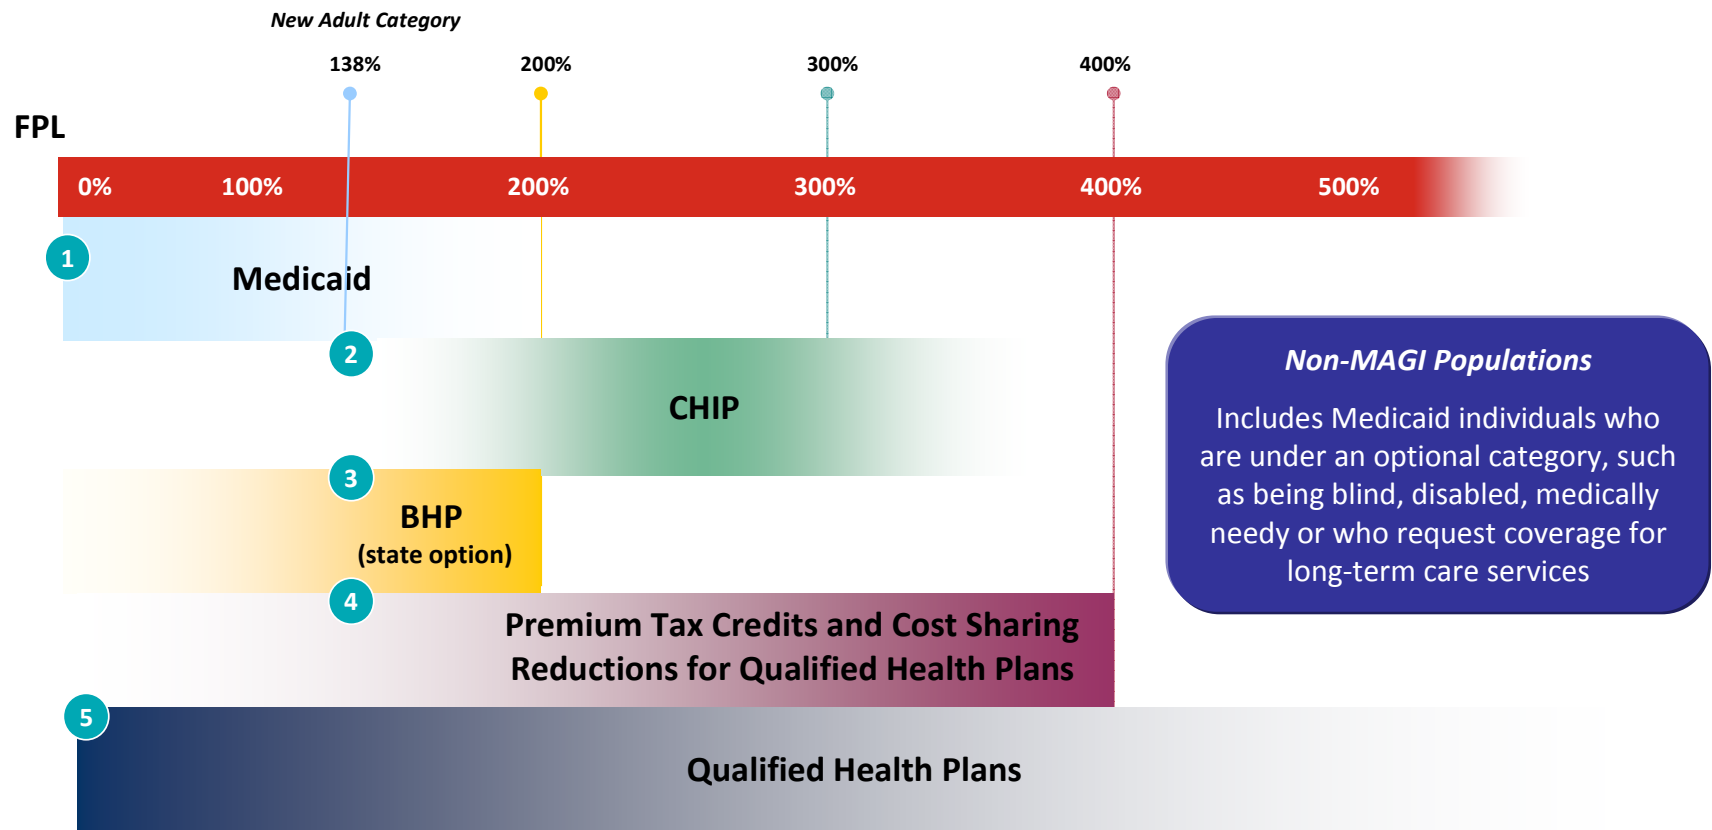 New Adult Category
138%
200%
300%
400%
FPL
0%
100%
200%
300%
400%
500%
1
Medicaid
2
CHIP
3
BHP
(state option)
4
Premium Tax Credits and Cost Sharing
Reductions for Qualified Health Plans
5
Qualified Health Plans
Non-MAGI Populations
Includes Medicaid individuals who
are under an optional category, such
as being blind, disabled, medically
needy or who request coverage for
long-term care services